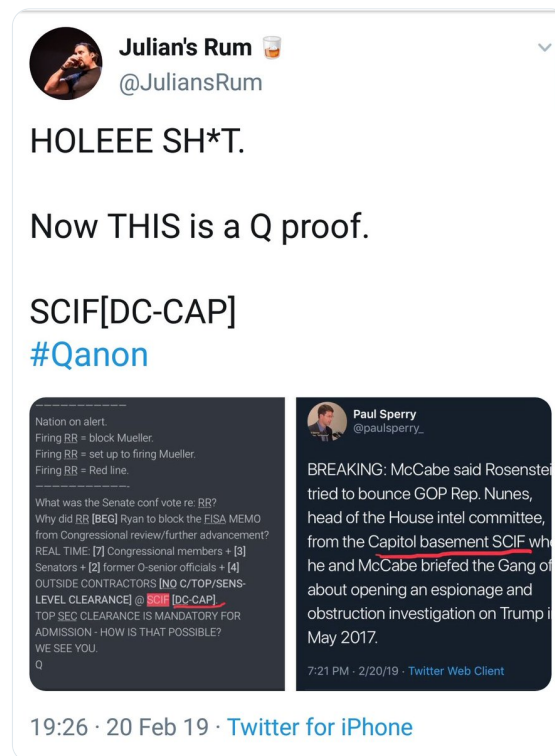 Julian's Rum 🥃
@JuliansRum
HOLEEE SH*T.
Now THIS is a Q proof.
SCIF[DC-CAP]
#Qanon
____________
Nation on alert.
Firing RR = block Mueller.
Firing RR = set up to firing Mueller.
Firing RR = Red line.
____________.
What was the Senate conf vote re: RR?
Why did RR [BEG] Ryan to block the FISA MEMO
from Congressional review/further advancement?
REAL TIME: [7] Congressional members + [3]
Senators + [2] former O-senior officials + [4]
OUTSIDE CONTRACTORS [NO C/TOP/SENS-
LEVEL CLEARANCE] @ SCIF [DC-CAP].
TOP SEC CLEARANCE IS MANDATORY FOR
ADMISSION - HOW IS THAT POSSIBLE?
WE SEE YOU.
Q
Paul Sperry
@paulsperry_
BREAKING: McCabe said Rosenstei
tried to bounce GOP Rep. Nunes,
head of the House intel committee,
from the Capitol basement SCIF wh
he and McCabe briefed the Gang of
about opening an espionage and
obstruction investigation on Trump i
May 2017.
7:21 PM · 2/20/19 · Twitter Web Client
19:26 · 20 Feb 19 · Twitter for iPhone